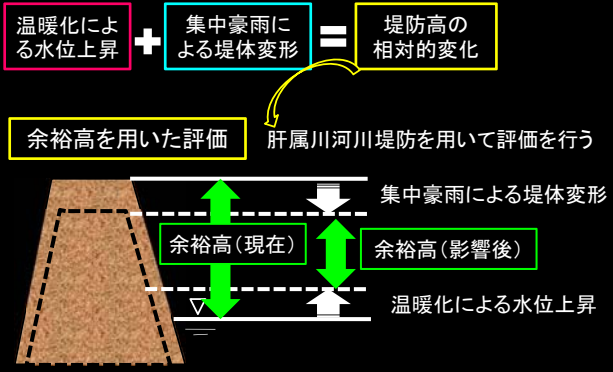 温暖化によ
る水位上昇
+
集中豪雨に
よる堤体変形
=
堤防高の
相対的変化
余裕高を用いた評価
肝属川河川堤防を用いて評価を行う
集中豪雨による堤体変形
余裕高(現在)
余裕高(影響後)
温暖化による水位上昇